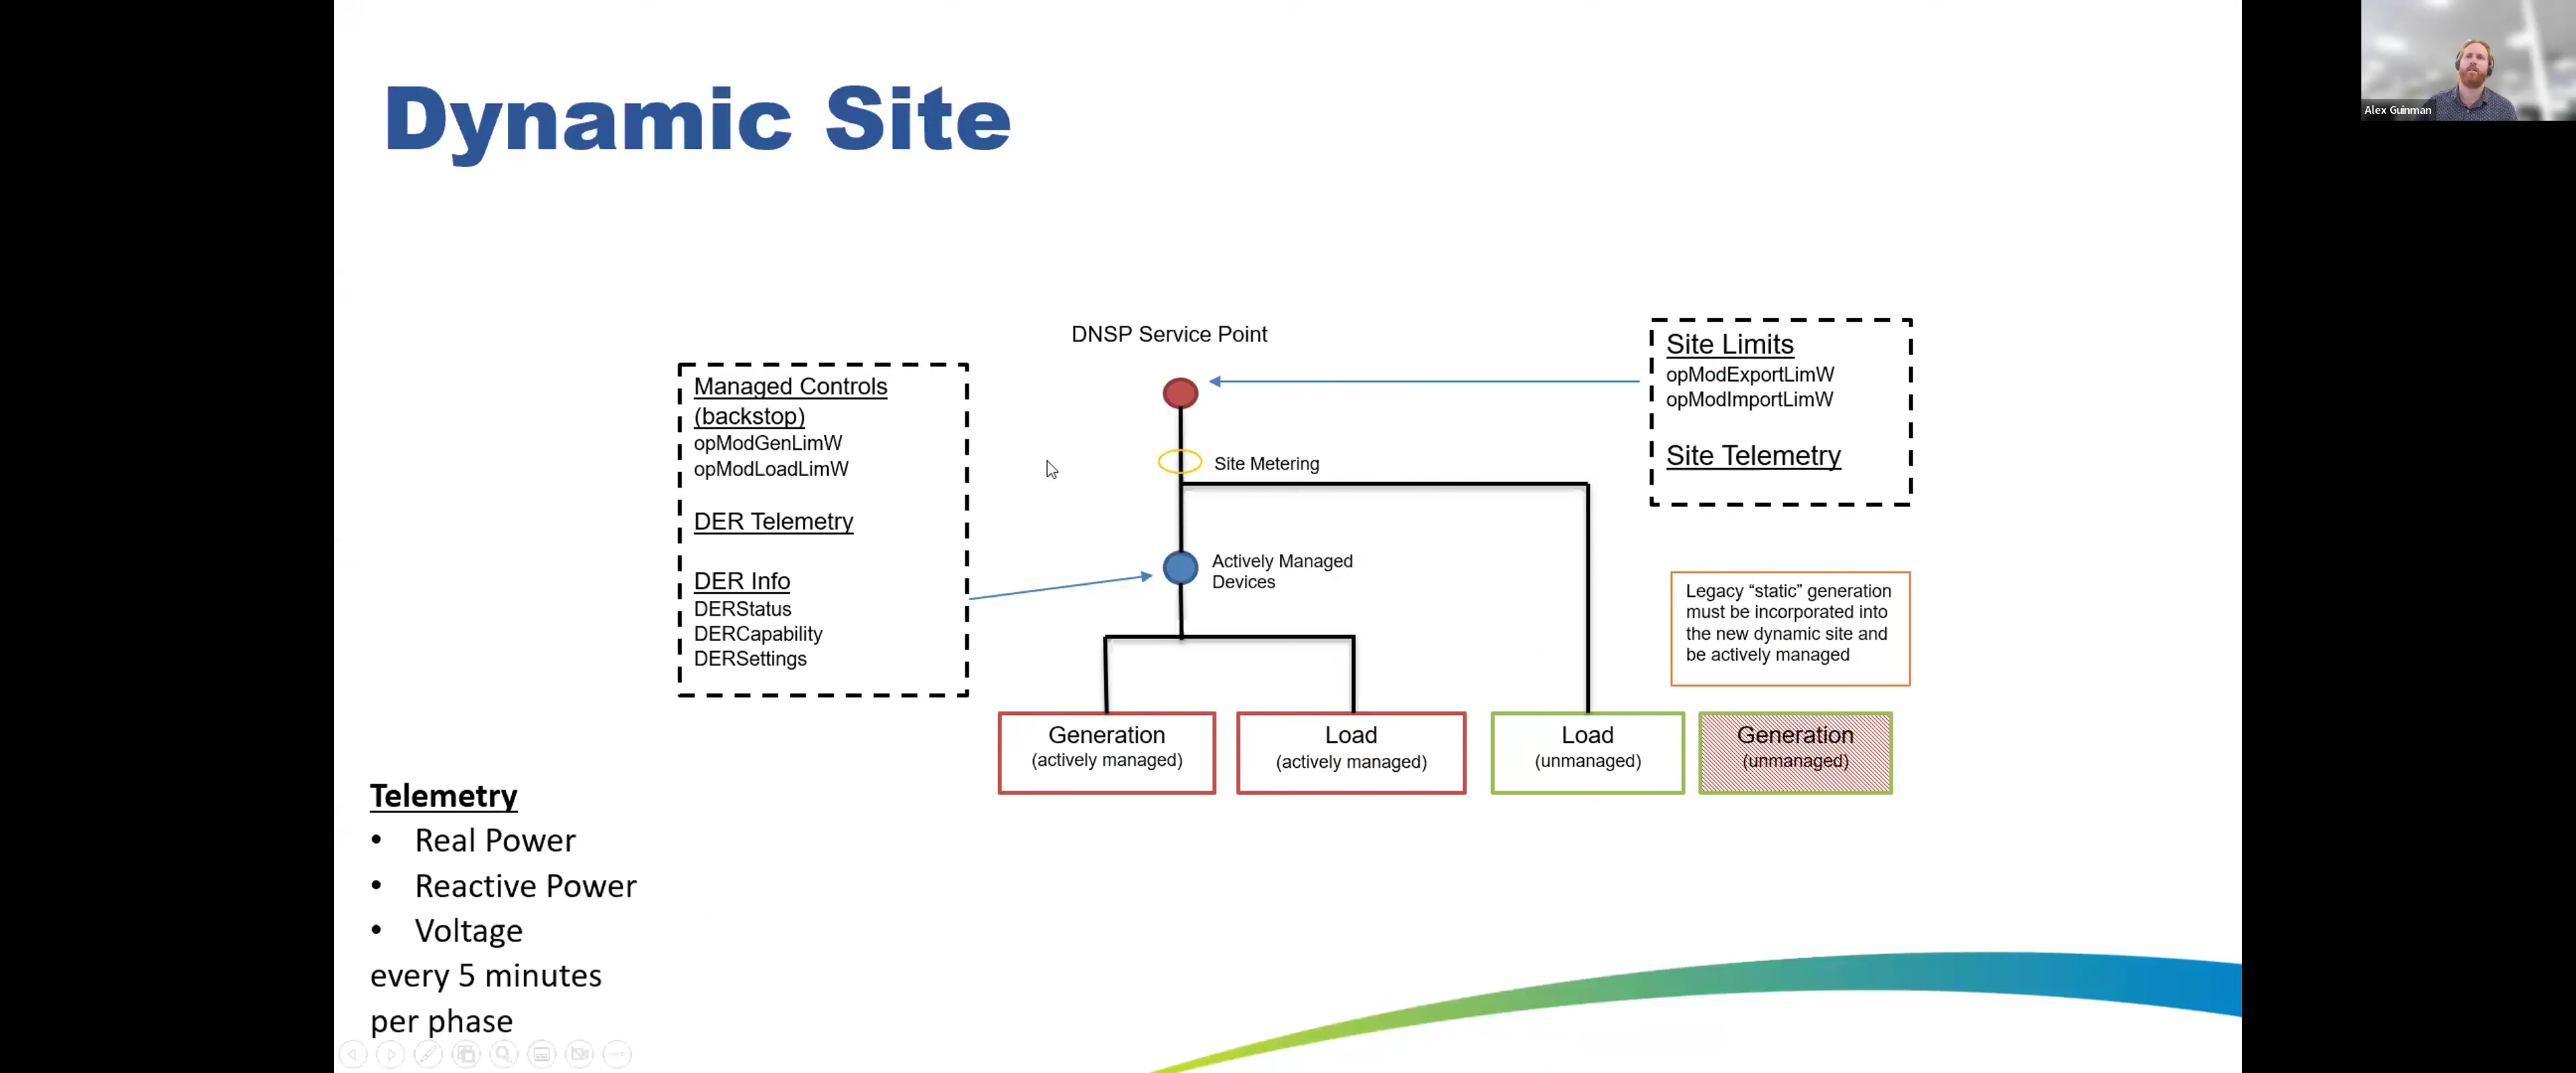 Dynamic Site
Alex Guinman
DNSP Service Point
Managed Controls
(backstop)
opModGenLimW
opModLoadLimW
DER Telemetry
DER Info
DERStatus
DERCapability
DERSettings
Site Metering
Actively Managed
Devices
Site Limits
opModExportLimW
opModImportLimW
Site Telemetry
Legacy “static” generation
must be incorporated into
the new dynamic site and
be actively managed
Generation
(actively managed)
Load
(actively managed)
Load
(unmanaged)
Generation
(unmanaged)
Telemetry
• Real Power
• Reactive Power
• Voltage
every 5 minutes
per phase